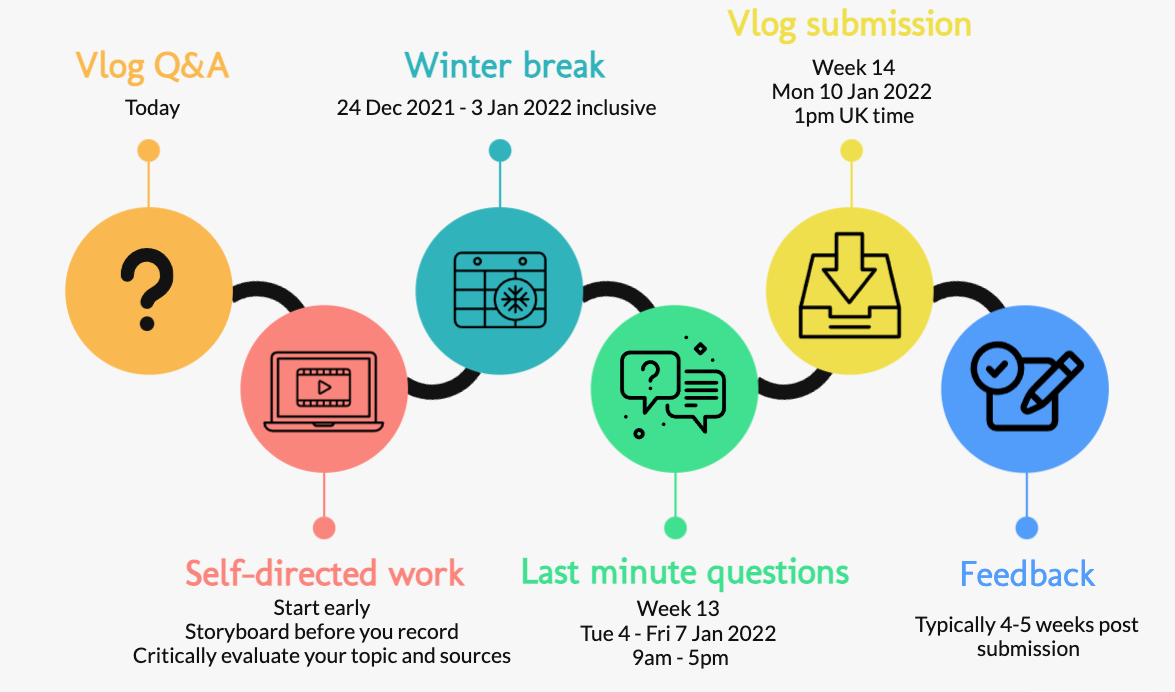 Vlog Q&A
Today
Self-directed work
Start early
Storyboard before you record
Critically evaluate your topic and sources
Winter break
24 Dec 2021 - 3 Jan 2022 inclusive
Last minute questions
Week 13
Tue 4 - Fri 7 Jan 2022
9am - 5pm
Vlog submission
Week 14
Mon 10 Jan 2022
1pm UK time
Feedback
Typically 4-5 weeks post
submission